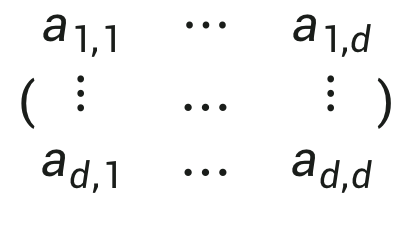 a1,1 ⋯ a1,d
( ⋮ ... ⋮ )
ad,1 ... ad,d